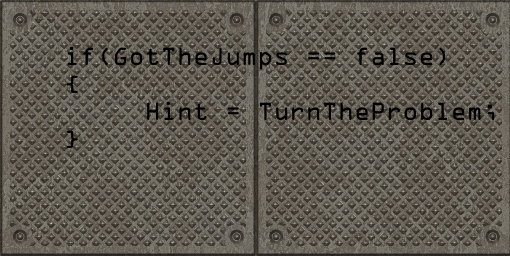 if(GotTheJumps == false)
{
Hint = TurnTheProblem;
}